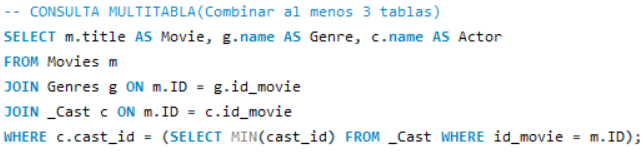 -- CONSULTA MULTITABLA(Combinar al menos 3 tablas)
SELECT m.title AS Movie, g.name AS Genre, c.name AS Actor
FROM Movies m
JOIN Genres g ON m.ID = g.id_movie
JOIN _Cast c ON m.ID = c.id_movie
WHERE c.cast_id = (SELECT MIN(cast_id) FROM _Cast WHERE id_movie = m.ID);